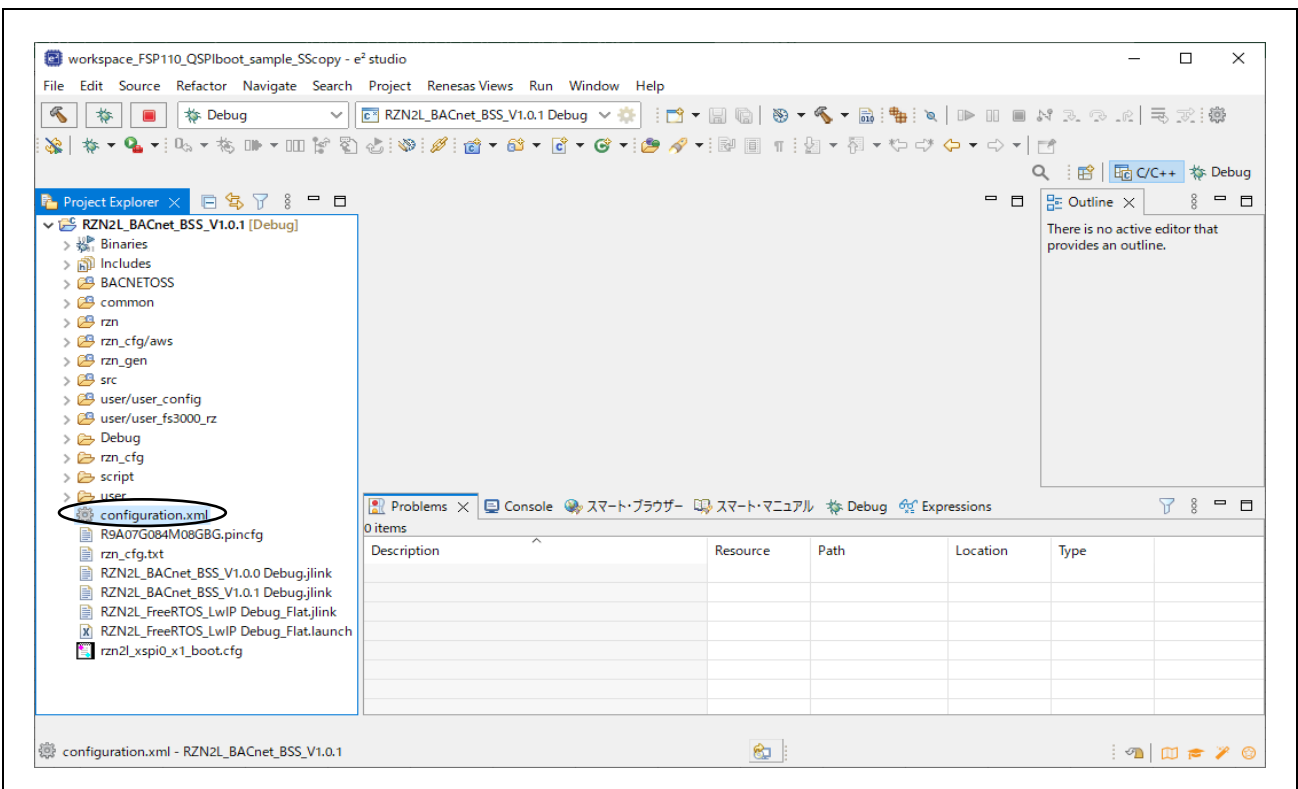 workspace_FSP110_QSPIboot_sample_SScopy - e² studio
File Edit Source Refactor Navigate Search Project Renesas Views Run Window Help
Debug RZN2L_BACnet_BSS_V1.0.1 Debug
C/C++ Debug
Project Explorer
RZN2L_BACnet_BSS_V1.0.1 [Debug]
Binaries
Includes
BACNETOSS
common
rzn
rzn_cfg/aws
rzn_gen
src
user/user_config
user/user_fs3000_rz
Debug
rzn_cfg
script
user
configuration.xml
R9A07G084M08GBG.pincfg
rzn_cfg.txt
RZN2L_BACnet_BSS_V1.0.0 Debug.jlink
RZN2L_BACnet_BSS_V1.0.1 Debug.jlink
RZN2L_FreeRTOS_LwIP Debug_Flat.jlink
RZN2L_FreeRTOS_LwIP Debug_Flat.launch
rzn2l_xspi0_x1_boot.cfg
Outline
There is no active editor that
provides an outline.
Problems Console スマート・ブラウザー スマート・マニュアル Debug Expressions
0 items
Description Resource Path Location Type
configuration.xml - RZN2L_BACnet_BSS_V1.0.1